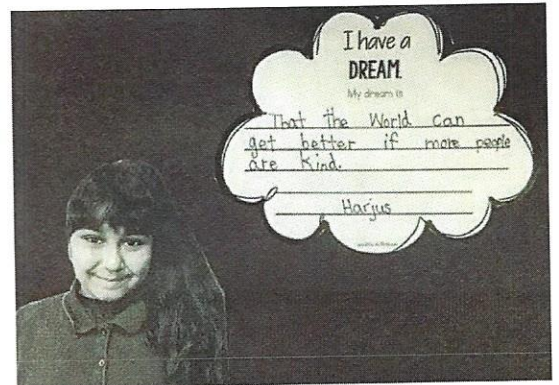 I have a
DREAM.
My dream is
That the World can
get better if more people
are Kind.
Harjus